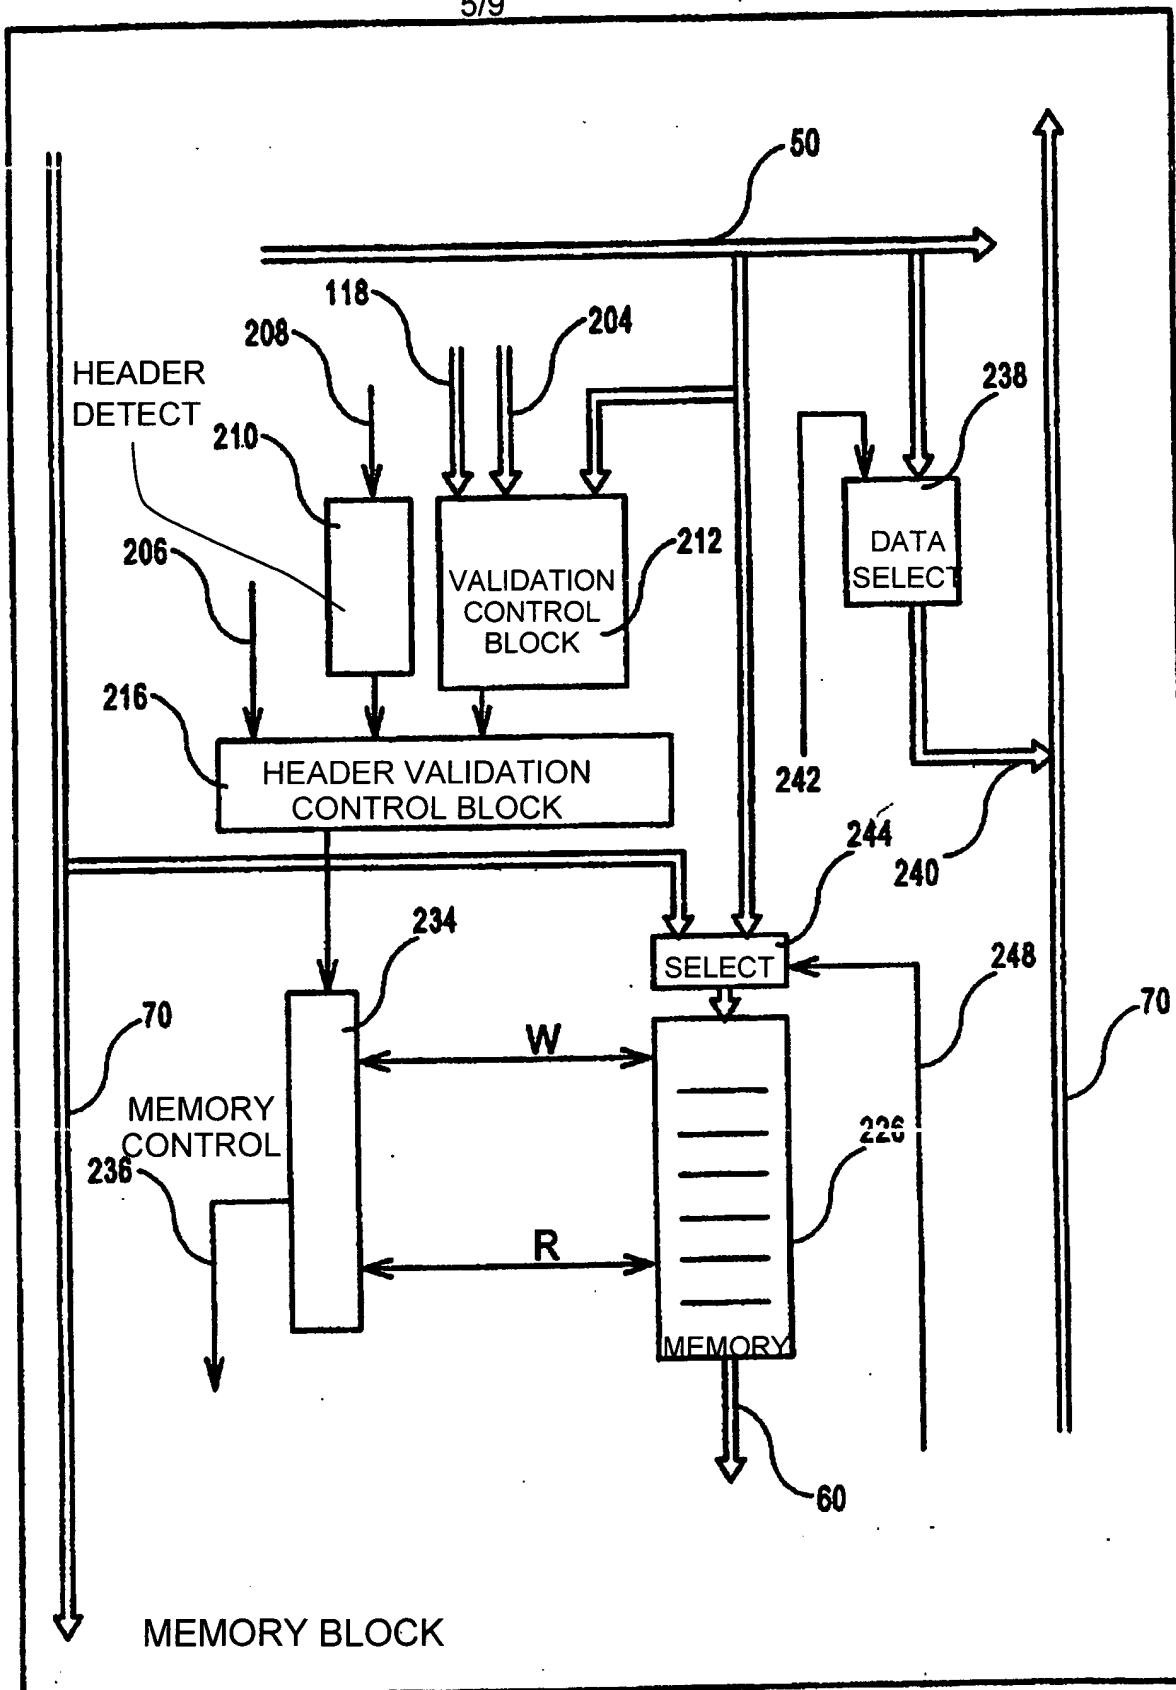 5/9
50
118
208
204
HEADER
DETECT
238
210
206
212
DATA
SELECT
VALIDATION
CONTROL
BLOCK
216
HEADER VALIDATION
CONTROL BLOCK
242
244
240
234
SELECT
248
70
W
70
MEMORY
CONTROL
226
236
R
MEMORY
60
MEMORY BLOCK